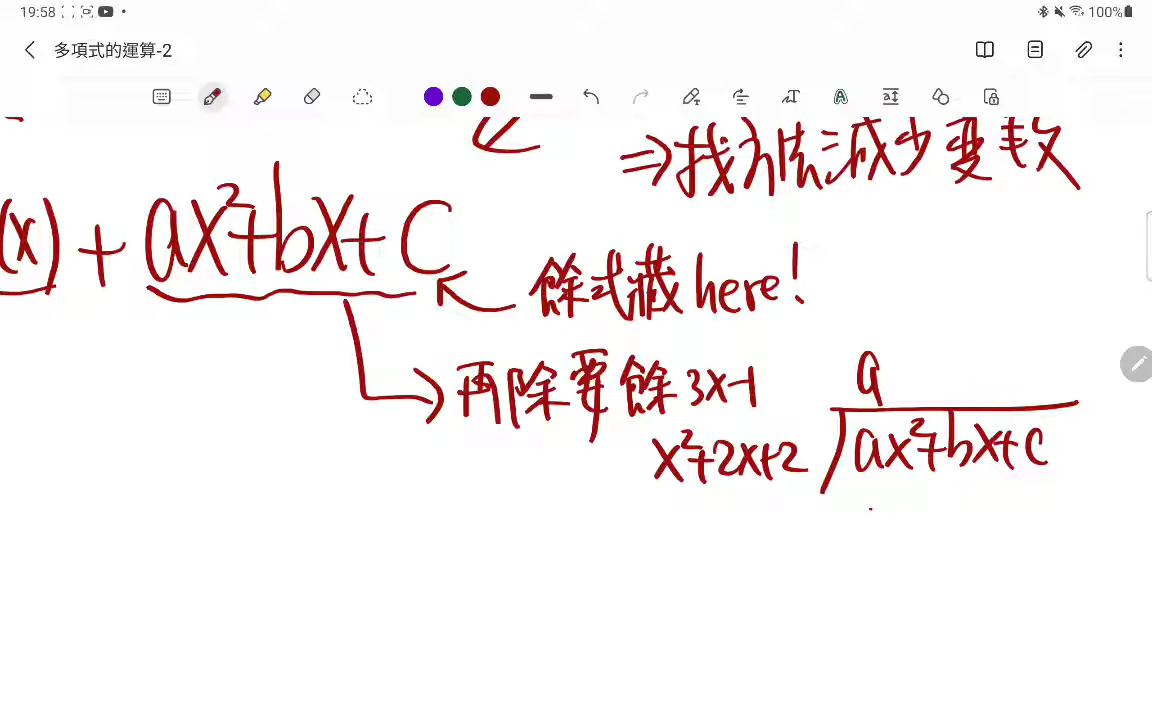 19:58
100%
多項式的運算-2
⇒找方法減少變數
(x) + ax²+bx+c
餘式藏here!
再除要餘3x-1
a
x²+2x+2 ax²+bx+c